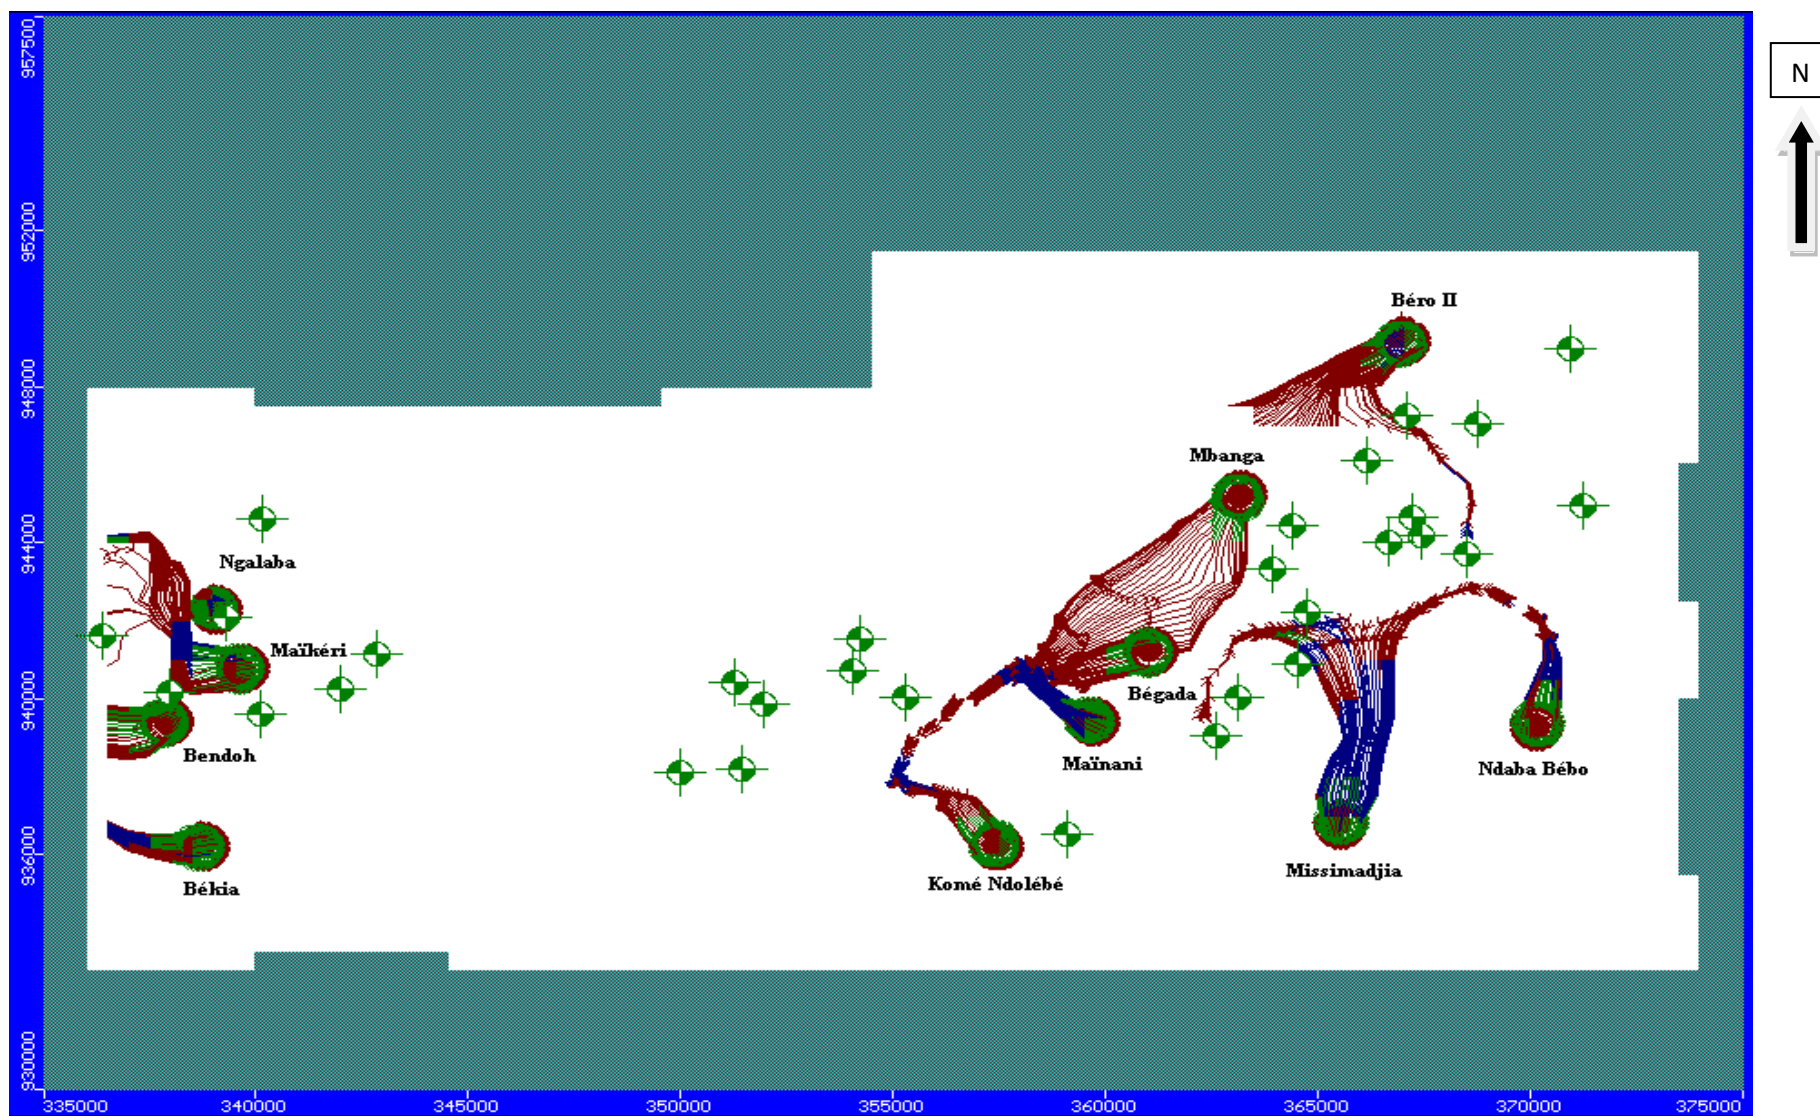 957500
N
952000
Béro II
948000
Mbanga
944000
Ngalaba
Maïkéri
940000
Bégada
Bendoh
Maïnani
Ndaba Bébo
936000
Missimadjia
Békia
Komé Ndolébé
930000
335000 340000 345000 350000 355000 360000 365000 370000 375000